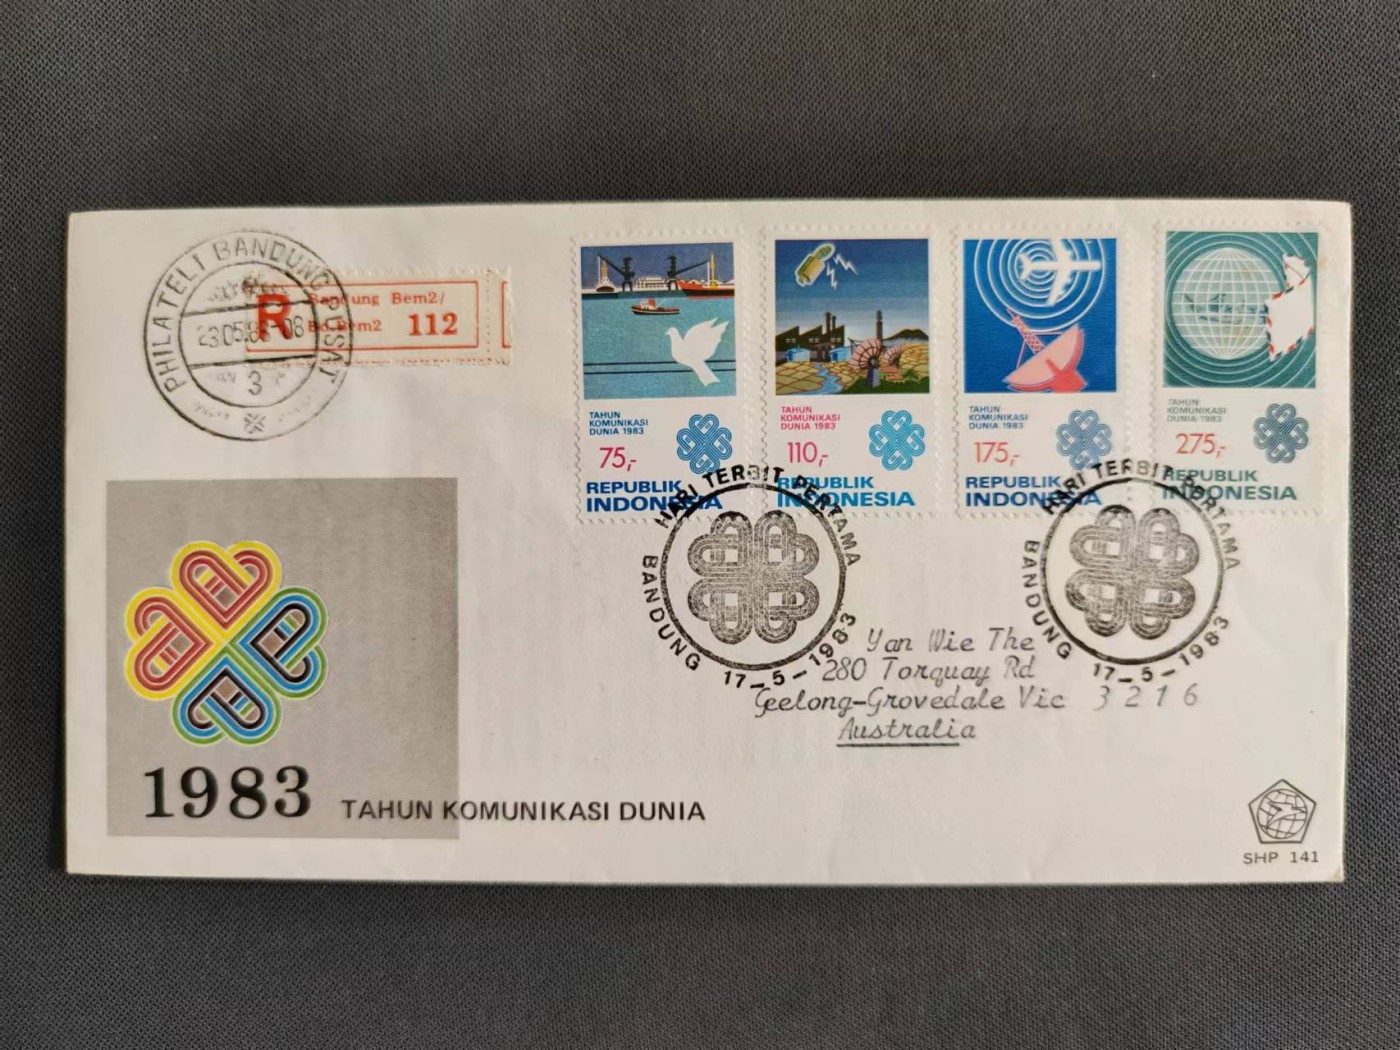 PHILATELI BANDUNG PUSAT
23.05.83-08
3
R
Bandung Bem2/
Bd.Bem2 112
TAHUN
KOMUNIKASI
DUNIA 1983
75,-
REPUBLIK
INDONESIA
TAHUN
KOMUNIKASI
DUNIA 1983
110,-
REPUBLIK
INDONESIA
TAHUN
KOMUNIKASI
DUNIA 1983
175,-
REPUBLIK
INDONESIA
TAHUN
KOMUNIKASI
DUNIA 1983
275,-
REPUBLIK
INDONESIA
HARI TERBIT PERTAMA
BANDUNG 17-5-1983
HARI TERBIT PERTAMA
BANDUNG 17-5-1983
Yan Wie The
280 Torquay Rd
Geelong-Grovedale Vic 3216
Australia
1983 TAHUN KOMUNIKASI DUNIA
SHP 141